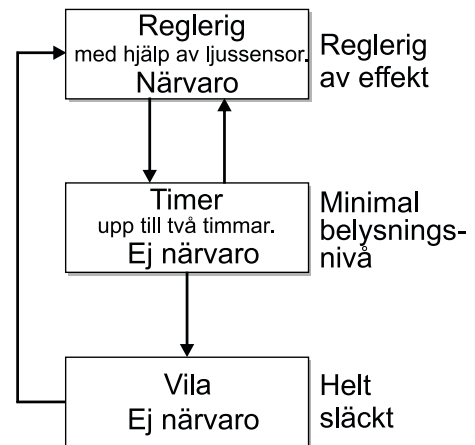 Reglerig
med hjälp av ljussensor.
Närvaro
Reglerig
av effekt
Timer
upp till två timmar.
Ej närvaro
Minimal
belysnings-
nivå
Vila
Ej närvaro
Helt
släckt